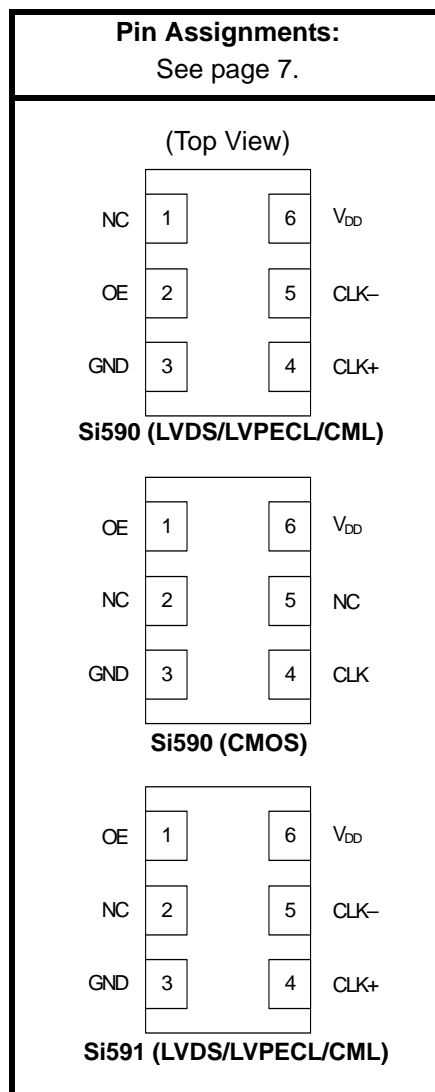 Pin Assignments:
See page 7.
(Top View)
NC 1 6 VDD
OE 2 5 CLK–
GND 3 4 CLK+
Si590 (LVDS/LVPECL/CML)
OE 1 6 VDD
NC 2 5 NC
GND 3 4 CLK
Si590 (CMOS)
OE 1 6 VDD
NC 2 5 CLK–
GND 3 4 CLK+
Si591 (LVDS/LVPECL/CML)